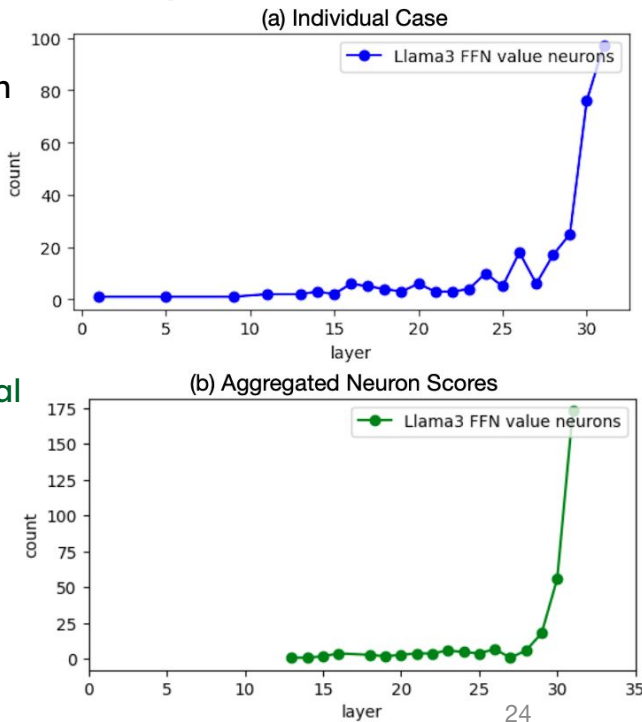 (a) Individual Case
100
80
60
40
20
0
count
0 5 10 15 20 25 30
layer
Llama3 FFN value neurons
al
(b) Aggregated Neuron Scores
175
150
125
100
75
50
25
0
count
0 5 10 15 20 25 30 35
layer
Llama3 FFN value neurons
24